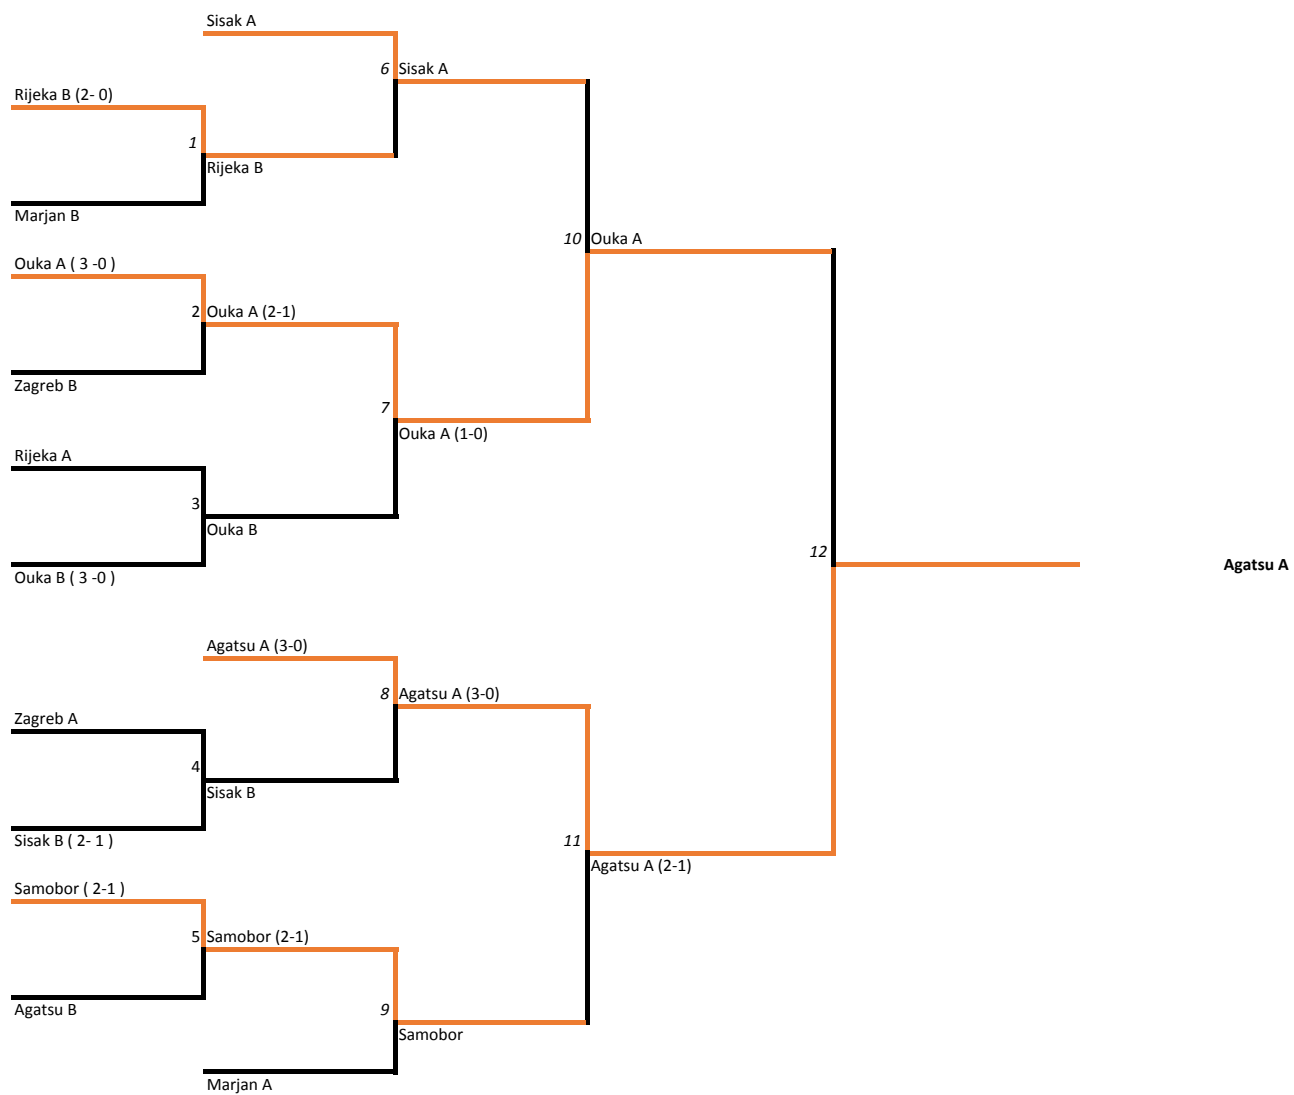 Sisak A
6 Sisak A
Rijeka B (2- 0)
1
Rijeka B
Marjan B
10 Ouka A
Ouka A ( 3 -0 )
2 Ouka A (2-1)
Zagreb B
7
Ouka A (1-0)
Rijeka A
3
Ouka B
12
Agatsu A
Ouka B ( 3 -0 )
Agatsu A (3-0)
8 Agatsu A (3-0)
Zagreb A
4
Sisak B
Sisak B ( 2- 1 )
11
Agatsu A (2-1)
Samobor ( 2-1 )
5 Samobor (2-1)
Agatsu B
9
Samobor
Marjan A